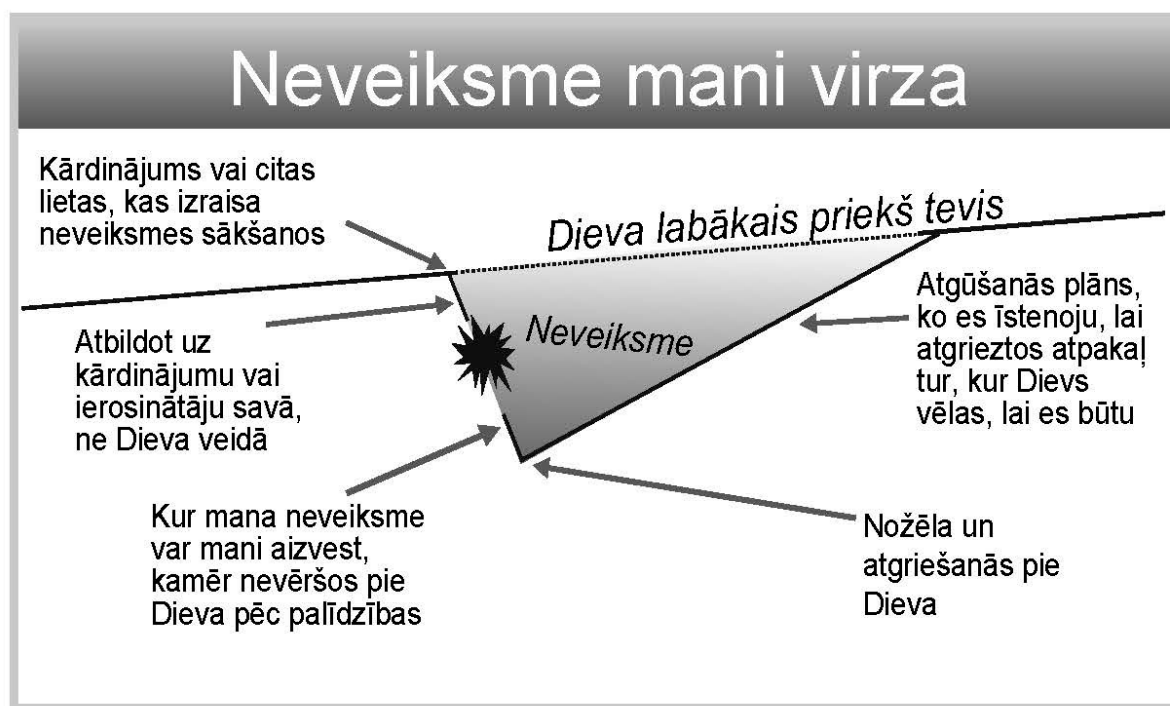 Neveiksme mani virza
Kārdinājums vai citas
lietas, kas izraisa
neveiksmes sākšanos
Dieva labākais priekš tevis
Atbildot uz
kārdinājumu vai
ierosinātāju savā,
ne Dieva veidā
Neveiksme
Atgūšanās plāns,
ko es īstenoju, lai
atgrieztos atpakaļ
tur, kur Dievs
vēlas, lai es būtu
Kur mana neveiksme
var mani aizvest,
kamēr nevēršos pie
Dieva pēc palīdzības
Nožēla un
atgriešanās pie
Dieva